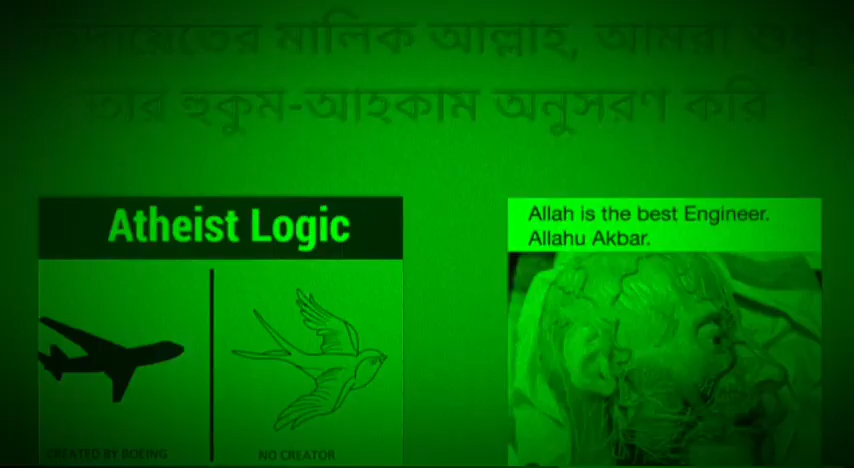 হেদায়েতের মালিক আল্লাহ, আমরা শুধু
তার হুকুম-আহকাম অনুসরণ করি
Atheist Logic
CREATED BY BOEING
NO CREATOR
Allah is the best Engineer.
Allahu Akbar.